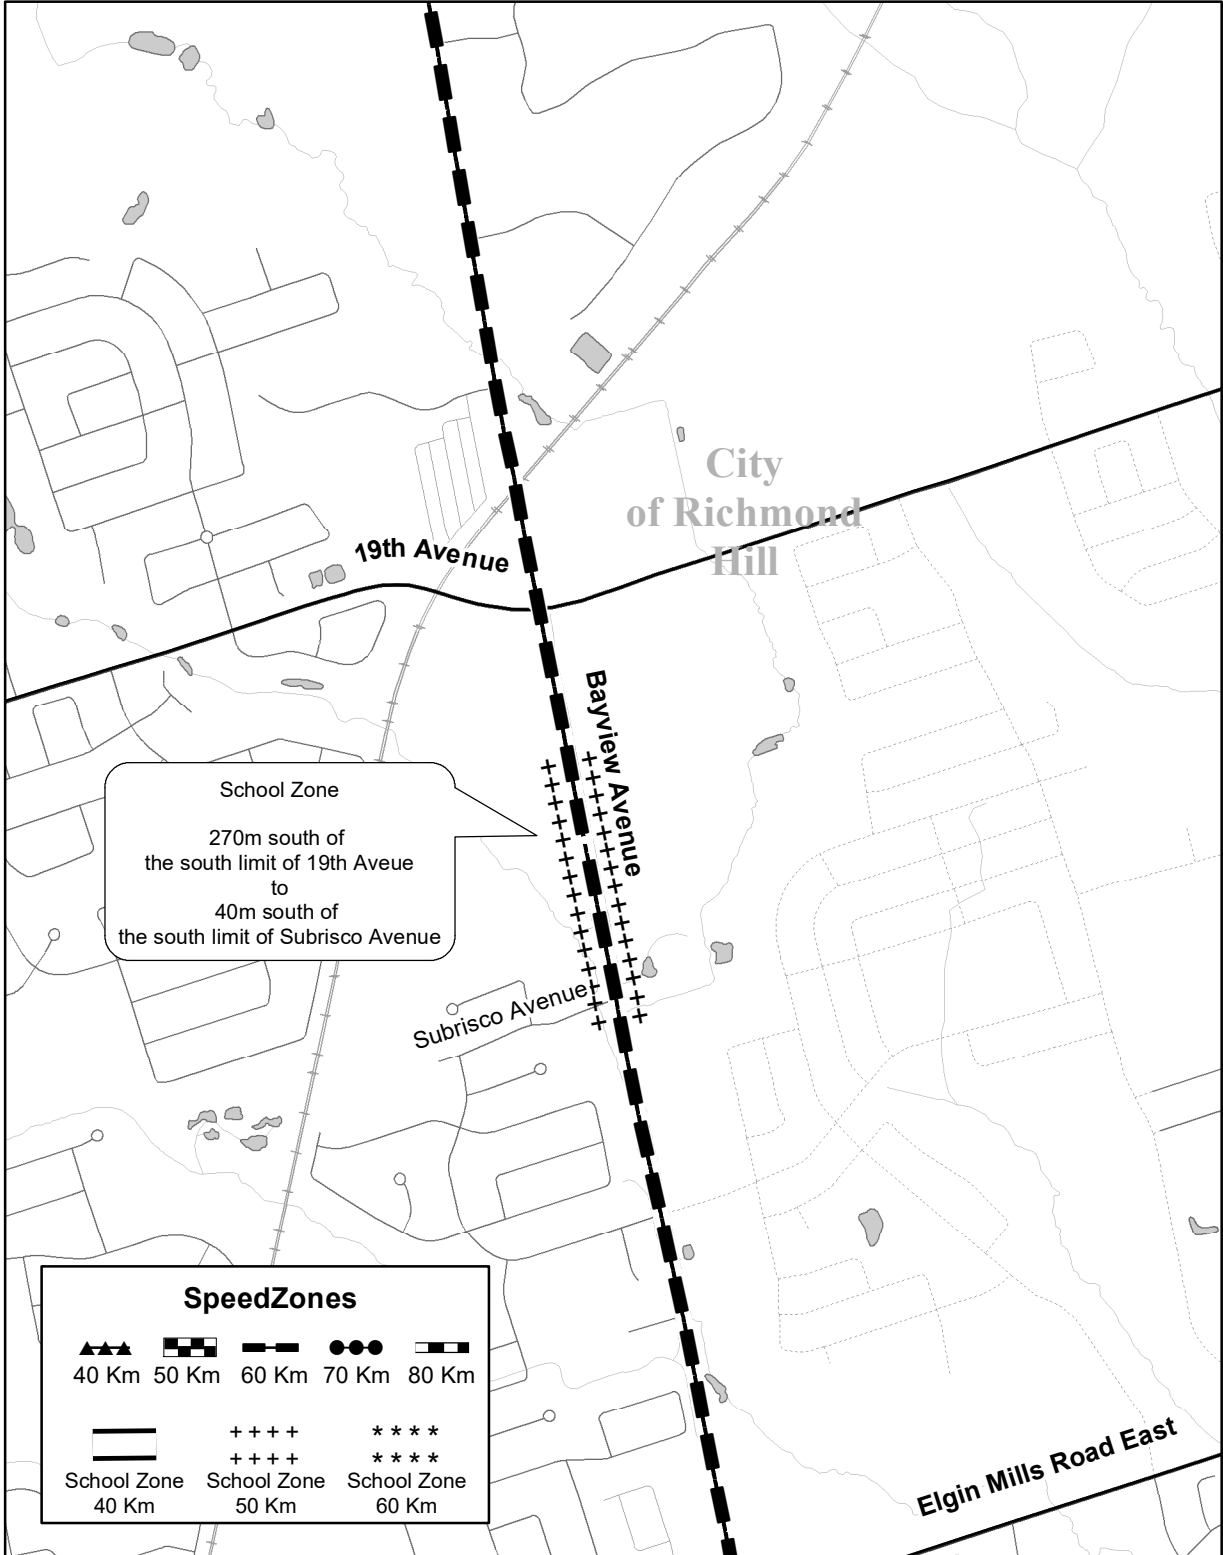 City
of Richmond
Hill
19th Avenue
Bayview Avenue
School Zone
270m south of
the south limit of 19th Aveue
to
40m south of
the south limit of Subrisco Avenue
Subrisco Avenue
SpeedZones
40 Km 50 Km 60 Km 70 Km 80 Km
School Zone School Zone School Zone
40 Km 50 Km 60 Km
Elgin Mills Road East